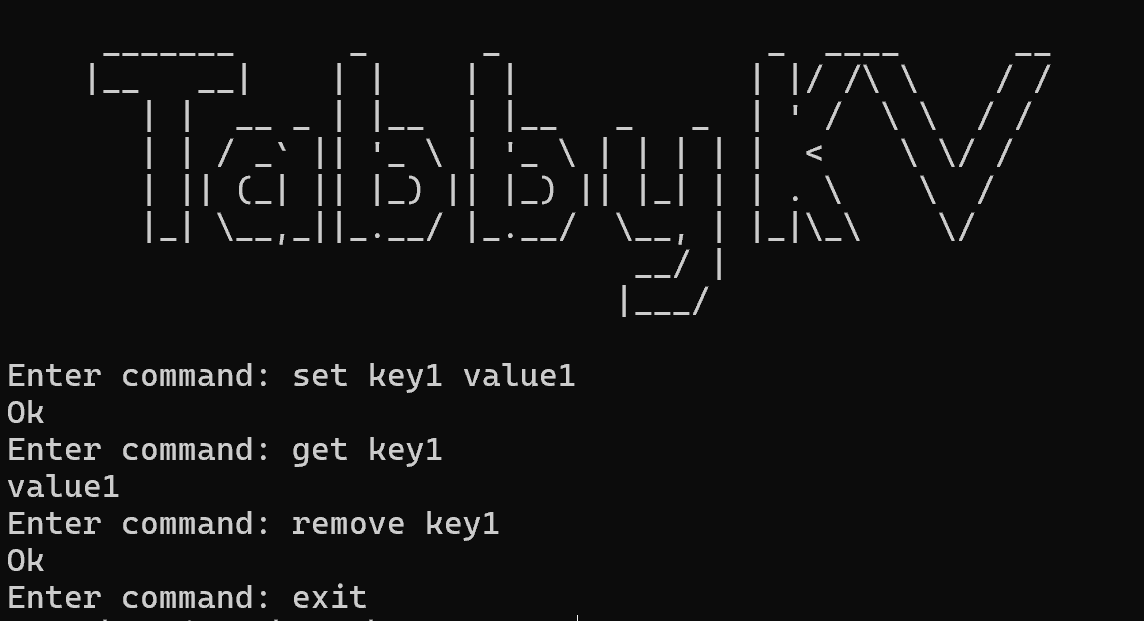 TabbyKV
Enter command: set key1 value1
Ok
Enter command: get key1
value1
Enter command: remove key1
Ok
Enter command: exit